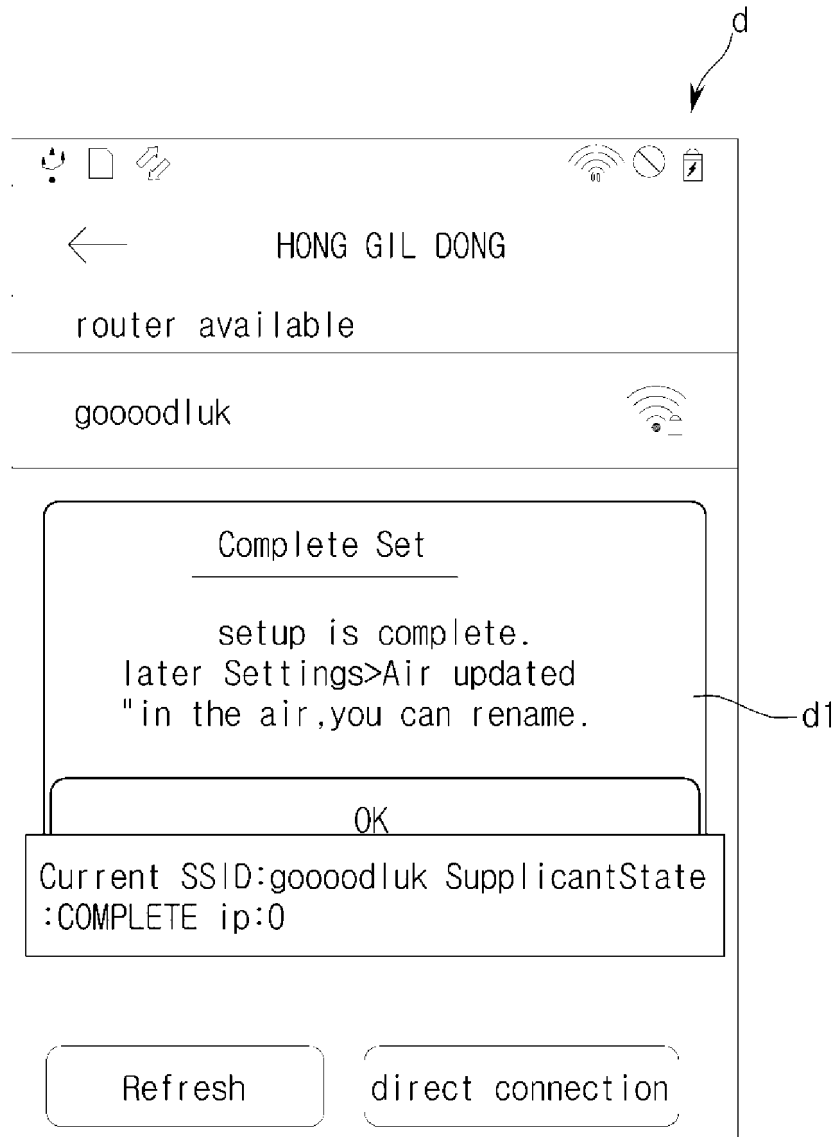 d
HONG GIL DONG
router available
goooodluk
Complete Set
setup is complete.
later Settings>Air updated
"in the air,you can rename.
d1
OK
Current SSID:goooodluk SupplicantState
:COMPLETE ip:0
Refresh
direct connection